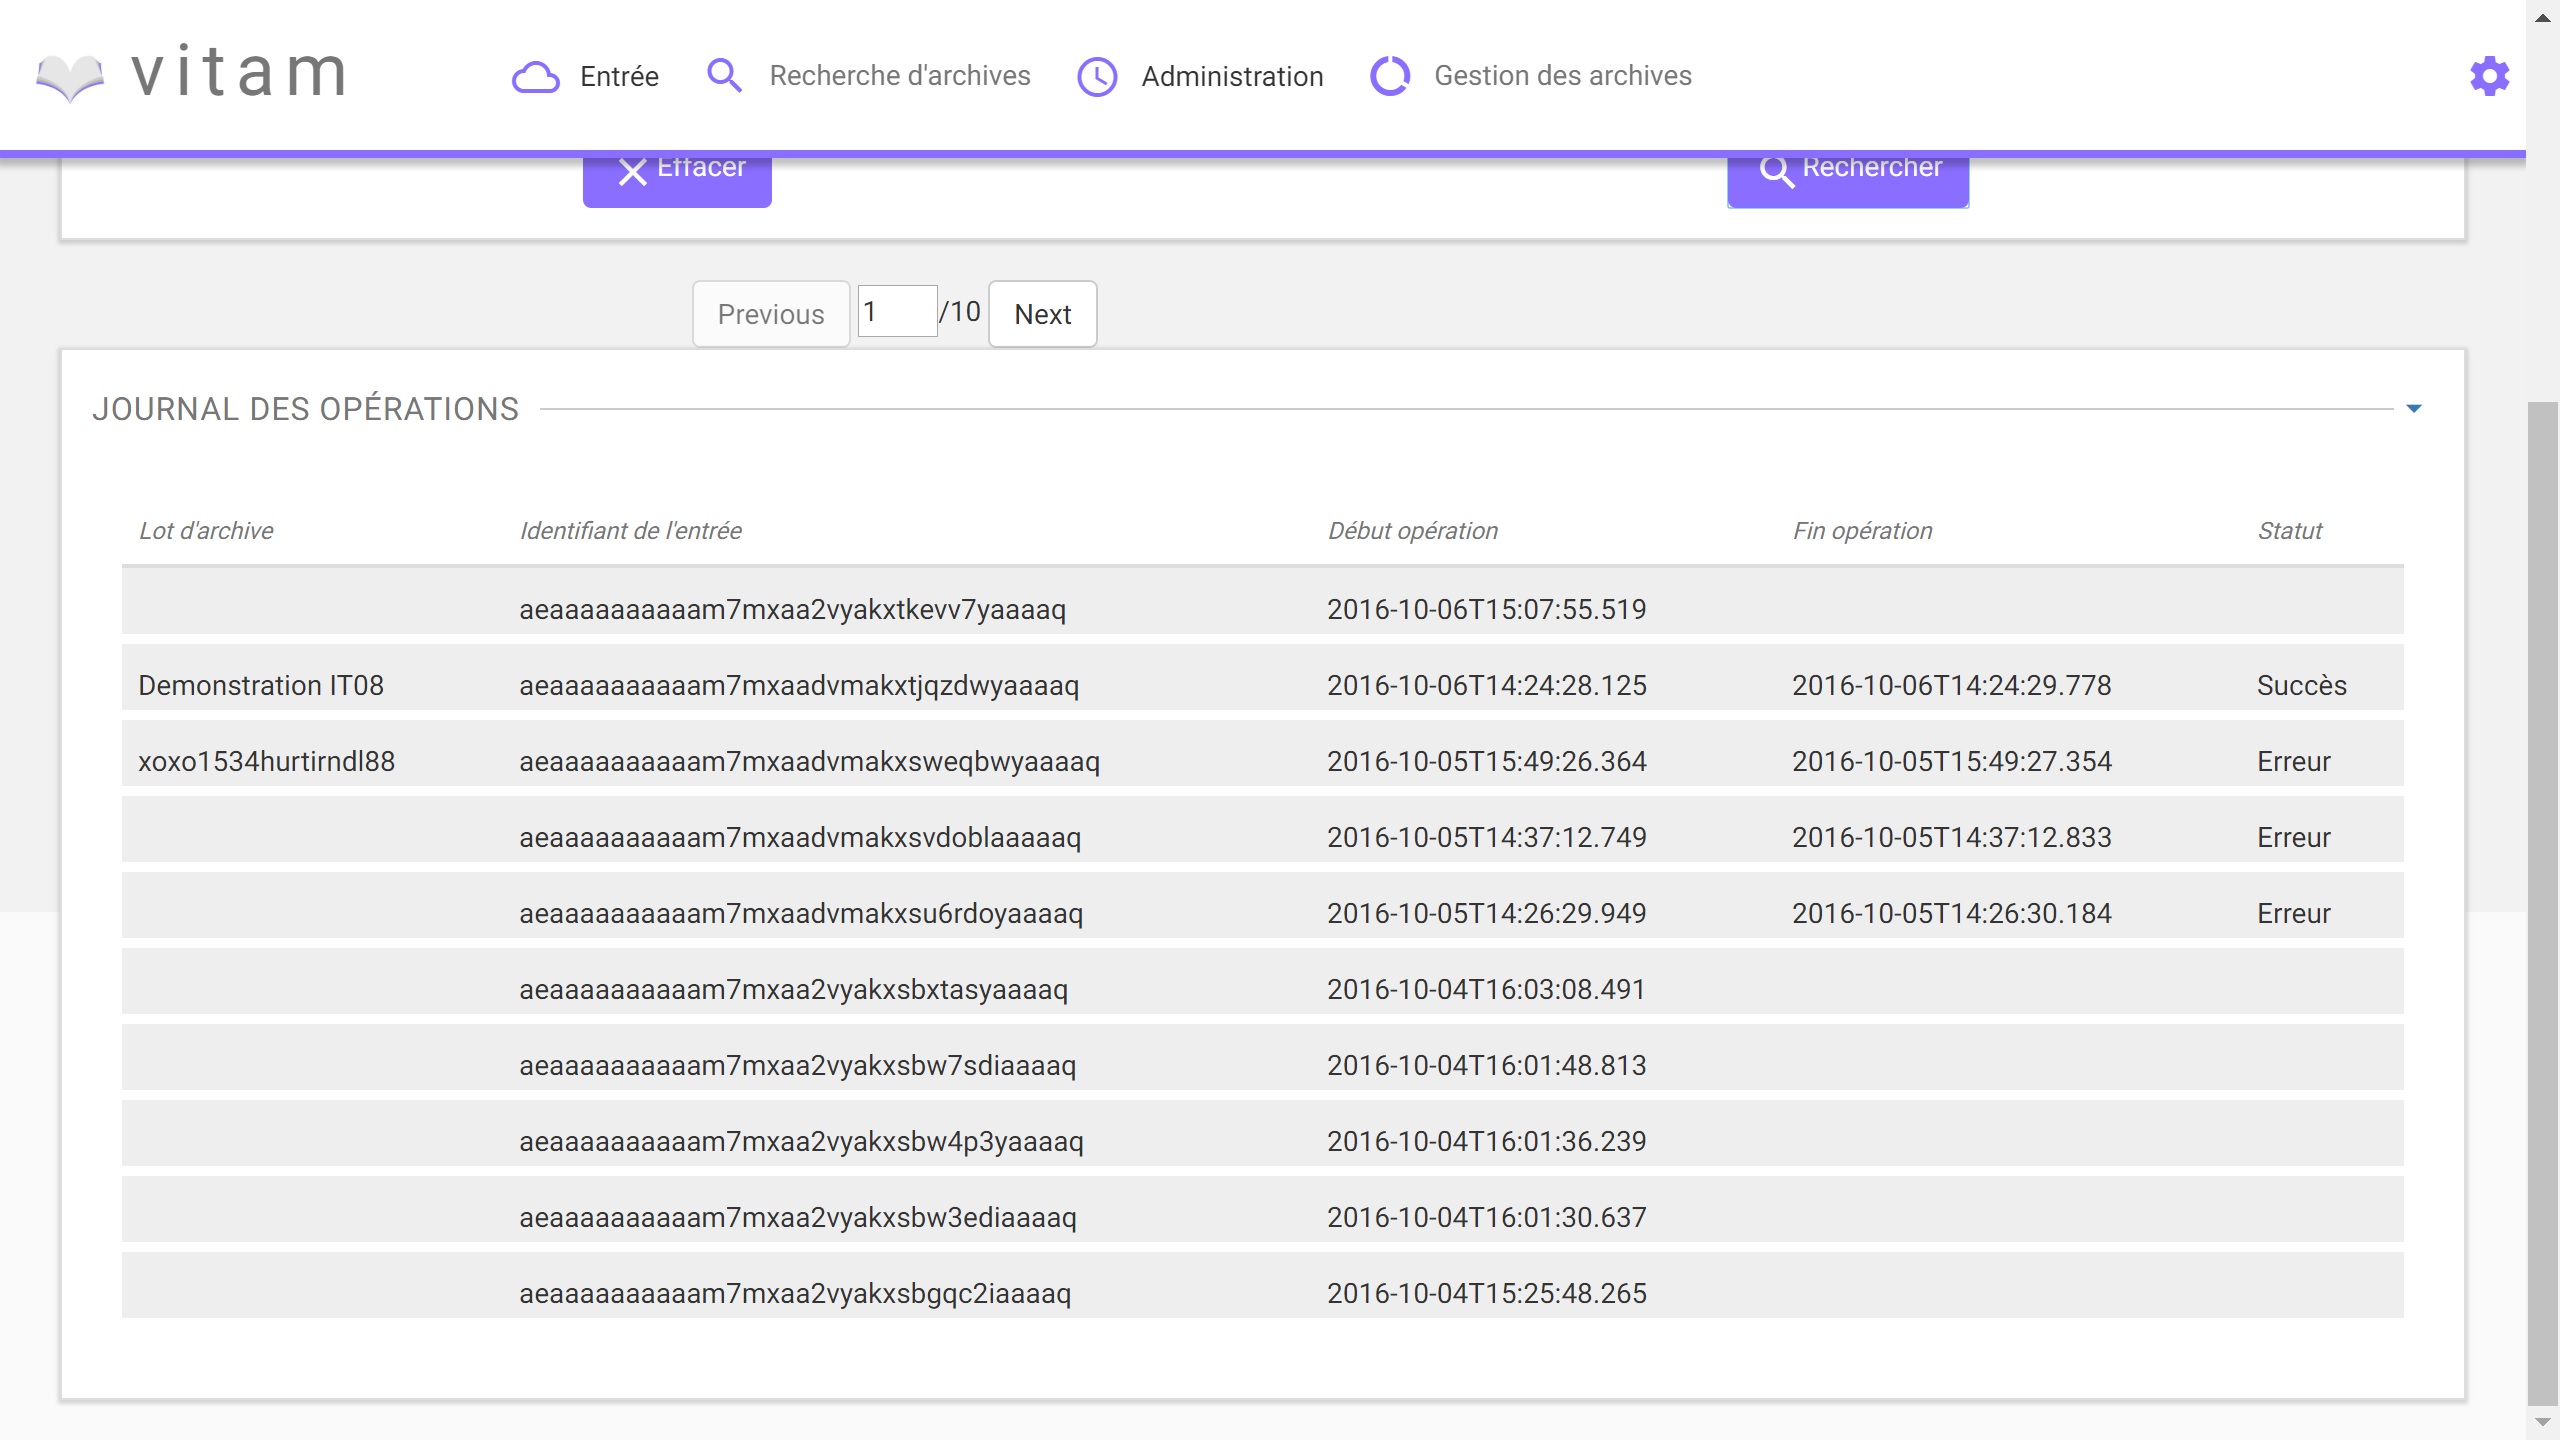 vitam
Entrée Recherche d'archives Administration Gestion des archives
Effacer Rechercher
Previous 1 /10 Next
JOURNAL DES OPÉRATIONS
Lot d'archive Identifiant de l'entrée Début opération Fin opération Statut
aeaaaaaaaaaam7mxaa2vyakxtkevv7yaaaaq 2016-10-06T15:07:55.519
Demonstration IT08 aeaaaaaaaaaam7mxaadvmakxtjqzdwyaaaaq 2016-10-06T14:24:28.125 2016-10-06T14:24:29.778 Succès
xoxo1534hurtirndl88 aeaaaaaaaaaam7mxaadvmakxsweqbwyaaaaq 2016-10-05T15:49:26.364 2016-10-05T15:49:27.354 Erreur
aeaaaaaaaaaam7mxaadvmakxsvdoblaaaaaq 2016-10-05T14:37:12.749 2016-10-05T14:37:12.833 Erreur
aeaaaaaaaaaam7mxaadvmakxsu6rdoyaaaaq 2016-10-05T14:26:29.949 2016-10-05T14:26:30.184 Erreur
aeaaaaaaaaaam7mxaa2vyakxsbxtasyaaaaq 2016-10-04T16:03:08.491
aeaaaaaaaaaam7mxaa2vyakxsbw7sdiaaaaq 2016-10-04T16:01:48.813
aeaaaaaaaaaam7mxaa2vyakxsbw4p3yaaaaq 2016-10-04T16:01:36.239
aeaaaaaaaaaam7mxaa2vyakxsbw3ediaaaaq 2016-10-04T16:01:30.637
aeaaaaaaaaaam7mxaa2vyakxsbgqc2iaaaaq 2016-10-04T15:25:48.265